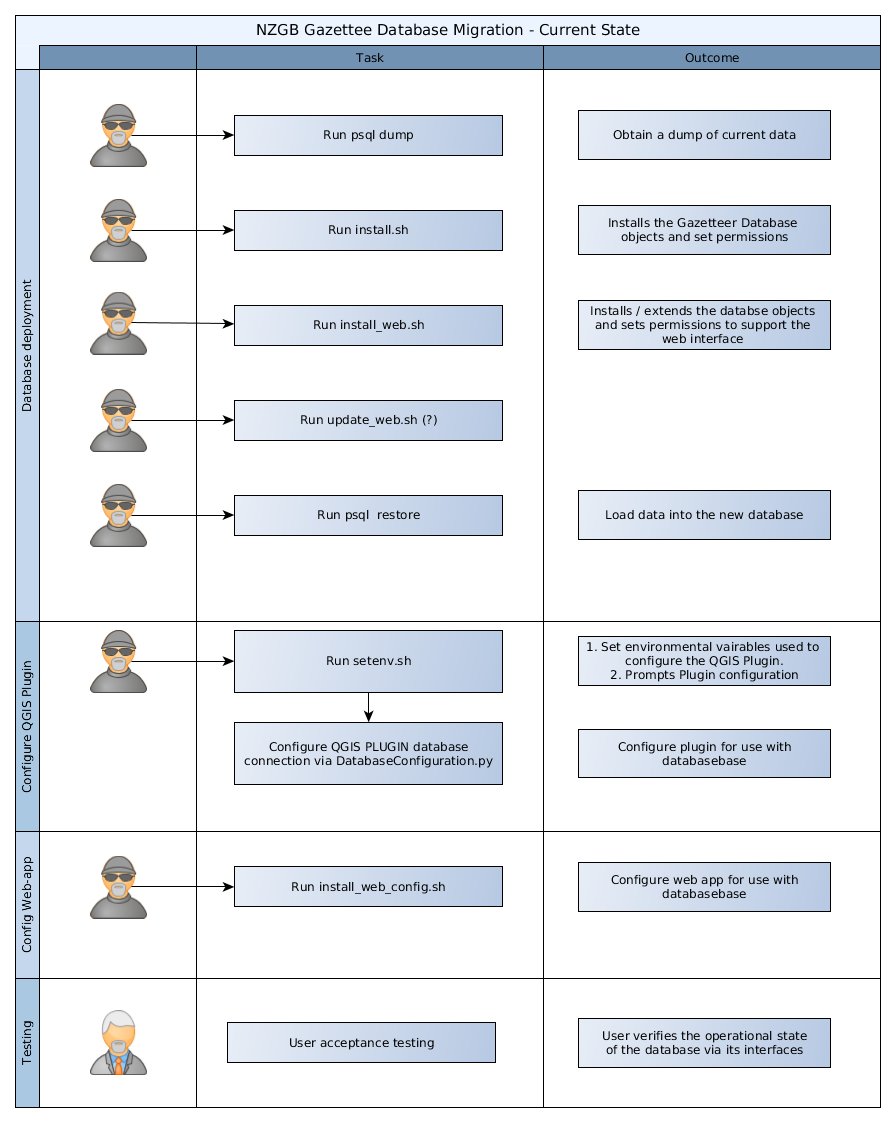 NZGB Gazettee Database Migration - Current State
Task
Outcome
Database deployment
Run psql dump
Obtain a dump of current data
Run install.sh
Installs the Gazetteer Database
objects and set permissions
Run install_web.sh
Installs / extends the databse objects
and sets permissions to support the
web interface
Run update_web.sh (?)
Run psql  restore
Load data into the new database
Configure QGIS Plugin
Run setenv.sh
1. Set environmental vairables used to
configure the QGIS Plugin.
2. Prompts Plugin configuration
Configure QGIS PLUGIN database
connection via DatabaseConfiguration.py
Configure plugin for use with
databasebase
Config Web-app
Run install_web_config.sh
Configure web app for use with
databasebase
Testing
User acceptance testing
User verifies the operational state
of the database via its interfaces